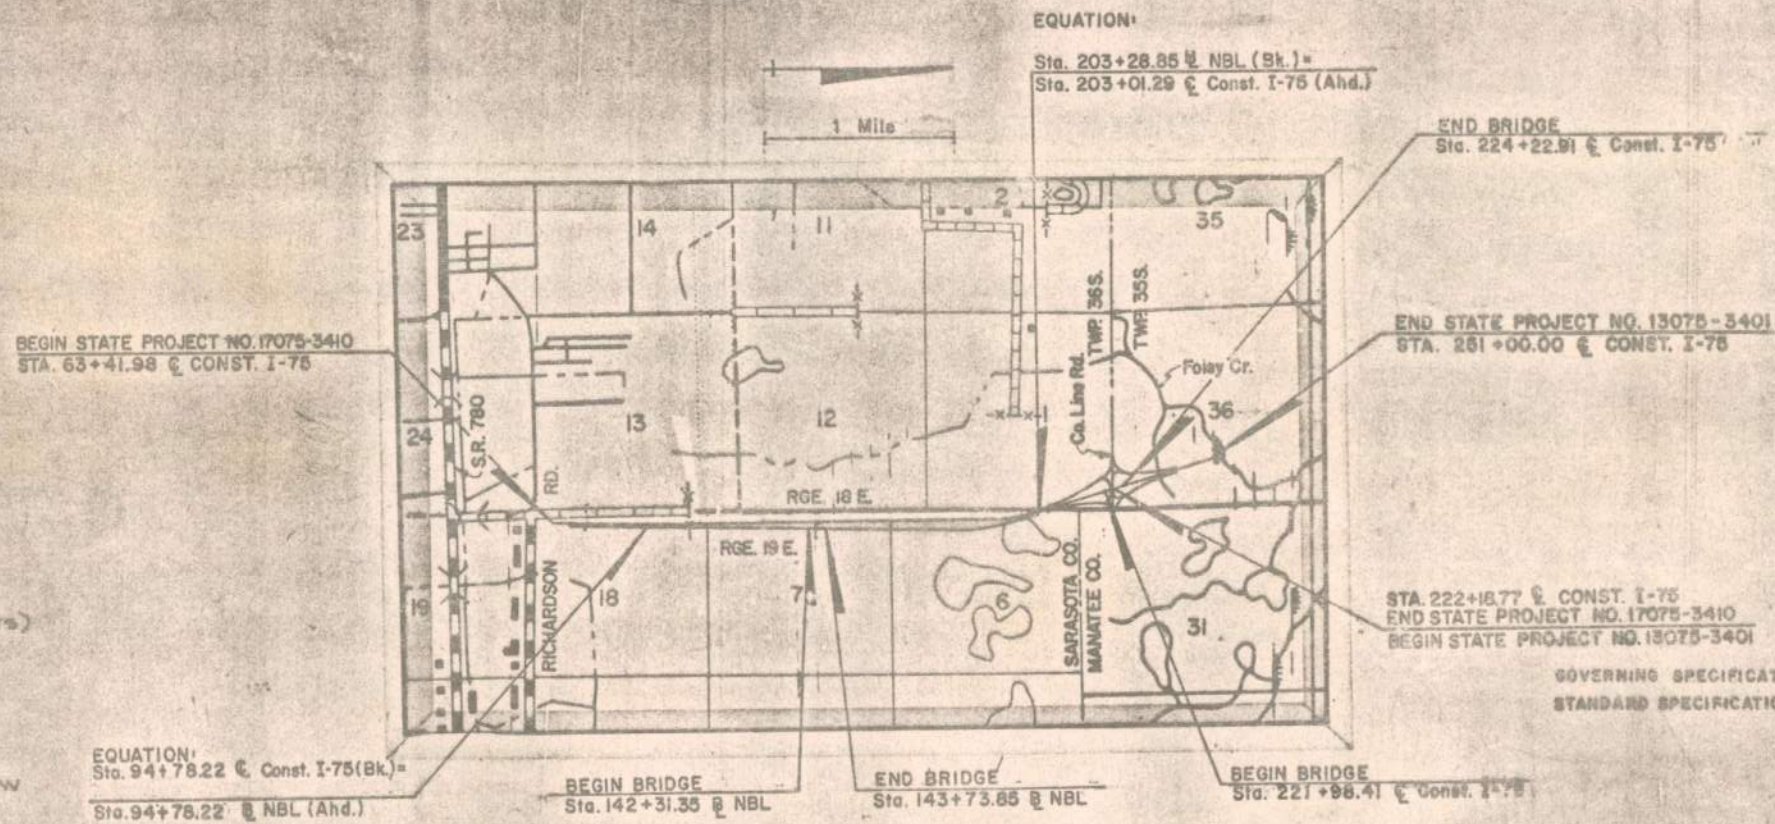 EQUATION:
Sta. 203+28.85 ⅊ NBL (Bk.)=
Sta. 203+01.29 ℄ Const. I-75 (Ahd.)
1 Mile
END BRIDGE
Sta. 224+22.91 ℄ Const. I-75
23
14
11
2
35
BEGIN STATE PROJECT NO. 17075-3410
STA. 63+41.98 ℄ CONST. I-75
END STATE PROJECT NO. 13075-3401
STA. 251+00.00 ℄ CONST. I-75
TWP. 36S.
TWP. 35S.
Co. Line Rd.
Foley Cr.
24
S.R. 780
13
12
1
36
RD.
RGE. 18 E.
RGE. 19 E.
RICHARDSON
19
18
7
6
SARASOTA CO.
MANATEE CO.
31
STA. 222+18.77 ℄ CONST. I-75
END STATE PROJECT NO. 17075-3410
BEGIN STATE PROJECT NO. 13075-3401
GOVERNING SPECIFICAT
STANDARD SPECIFICATIO
s)
w
EQUATION:
Sta. 94+78.22 ℄ Const. I-75(Bk.)=
Sta. 94+78.22 ⅊ NBL (Ahd.)
BEGIN BRIDGE
Sta. 142+31.35 ⅊ NBL
END BRIDGE
Sta. 143+73.85 ⅊ NBL
BEGIN BRIDGE
Sta. 221+98.41 ℄ Const. I-75